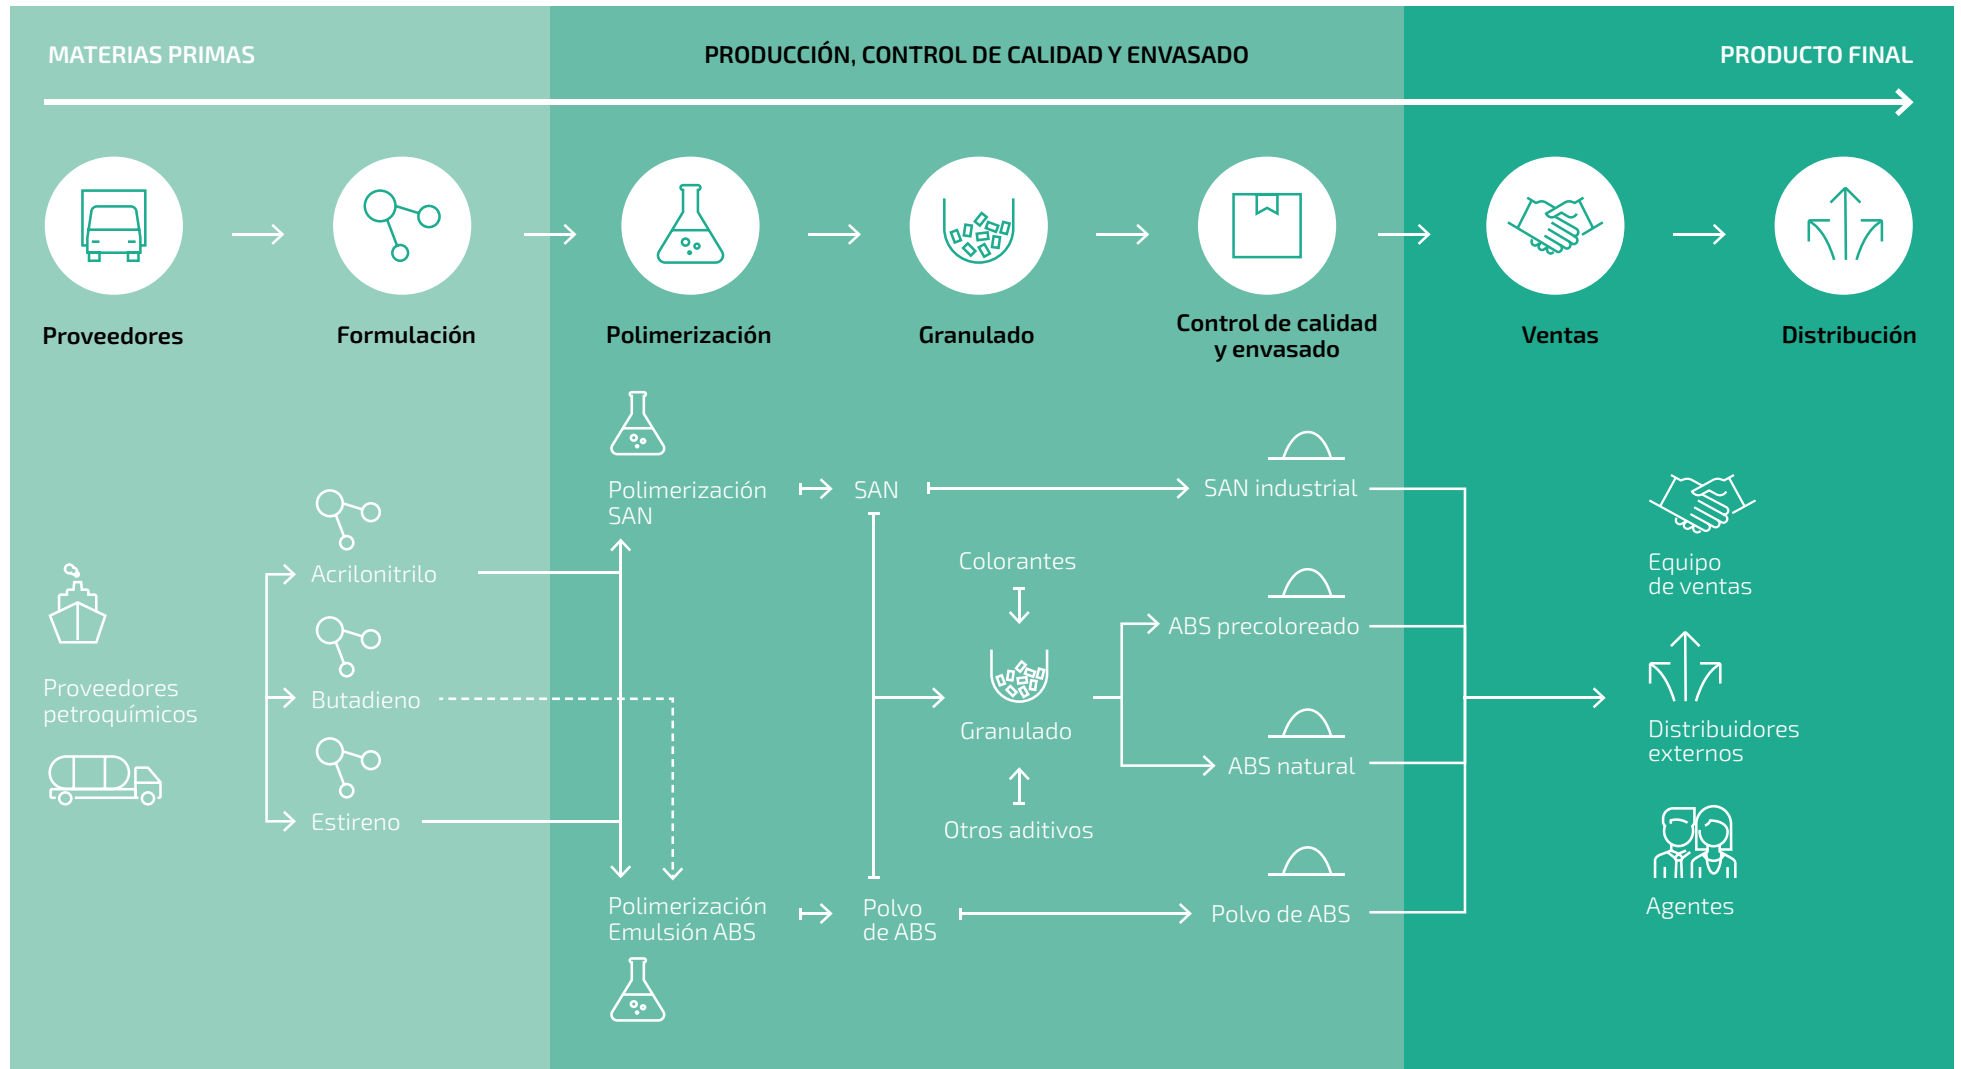 MATERIAS PRIMAS
PRODUCCIÓN, CONTROL DE CALIDAD Y ENVASADO
PRODUCTO FINAL
Proveedores
Formulación
Polimerización
Granulado
Control de calidad
y envasado
Ventas
Distribución
Proveedores
petroquímicos
Acrilonitrilo
Butadieno
Estireno
Polimerización
SAN
Polimerización
Emulsión ABS
SAN
Polvo
de ABS
Colorantes
Granulado
Otros aditivos
SAN industrial
ABS precoloreado
ABS natural
Polvo de ABS
Equipo
de ventas
Distribuidores
externos
Agentes